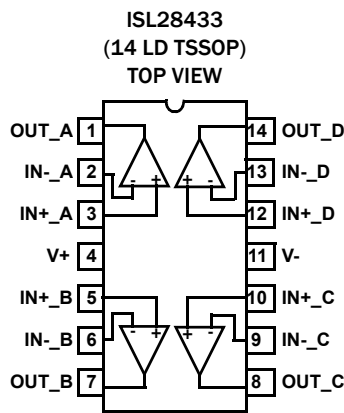 ISL28433
(14 LD TSSOP)
TOP VIEW
OUT_A 1 14 OUT_D
IN-_A 2 13 IN-_D
- + + -
IN+_A 3 12 IN+_D
V+ 4 11 V-
IN+_B 5 10 IN+_C
- + + -
IN-_B 6 9 IN-_C
OUT_B 7 8 OUT_C